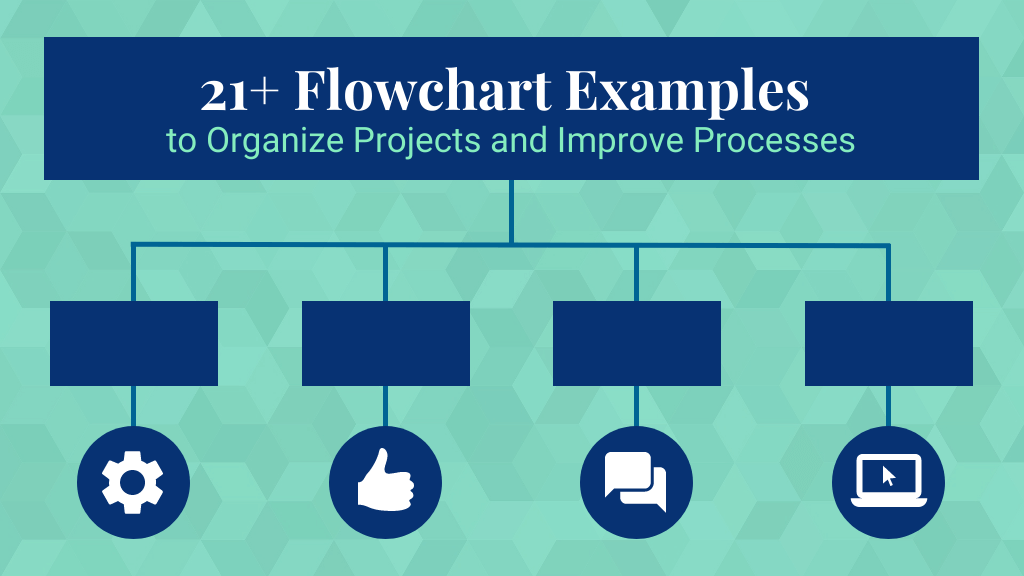 21+ Flowchart Examples
to Organize Projects and Improve Processes